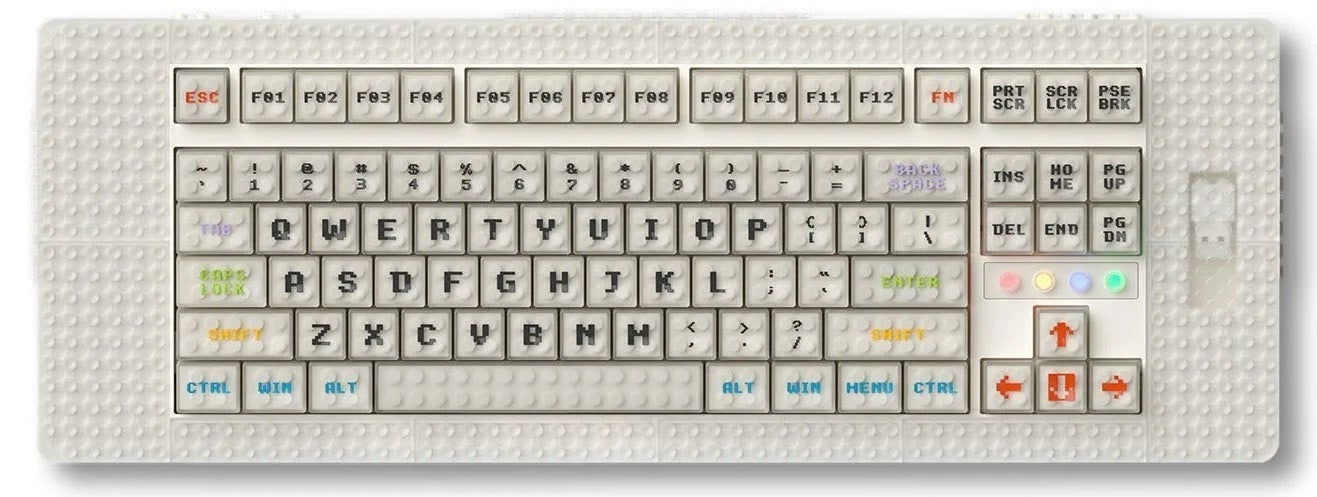 ESC F01 F02 F03 F04 F05 F06 F07 F08 F09 F10 F11 F12 FN PRT SCR SCR LCK PSE BRK
~ ` ! 1 @ 2 # 3 $ 4 % 5 ^ 6 & 7 * 8 ( 9 ) 0 _ - + = BACK SPACE INS HO ME PG UP
TAB Q W E R T Y U I O P { [ } ] | \ DEL END PG DN
CAPS LOCK A S D F G H J K L : ; " ' ENTER
SHIFT Z X C V B N M < , > . ? / SHIFT ↑
CTRL WIN ALT ALT WIN MENU CTRL ← ↓ →